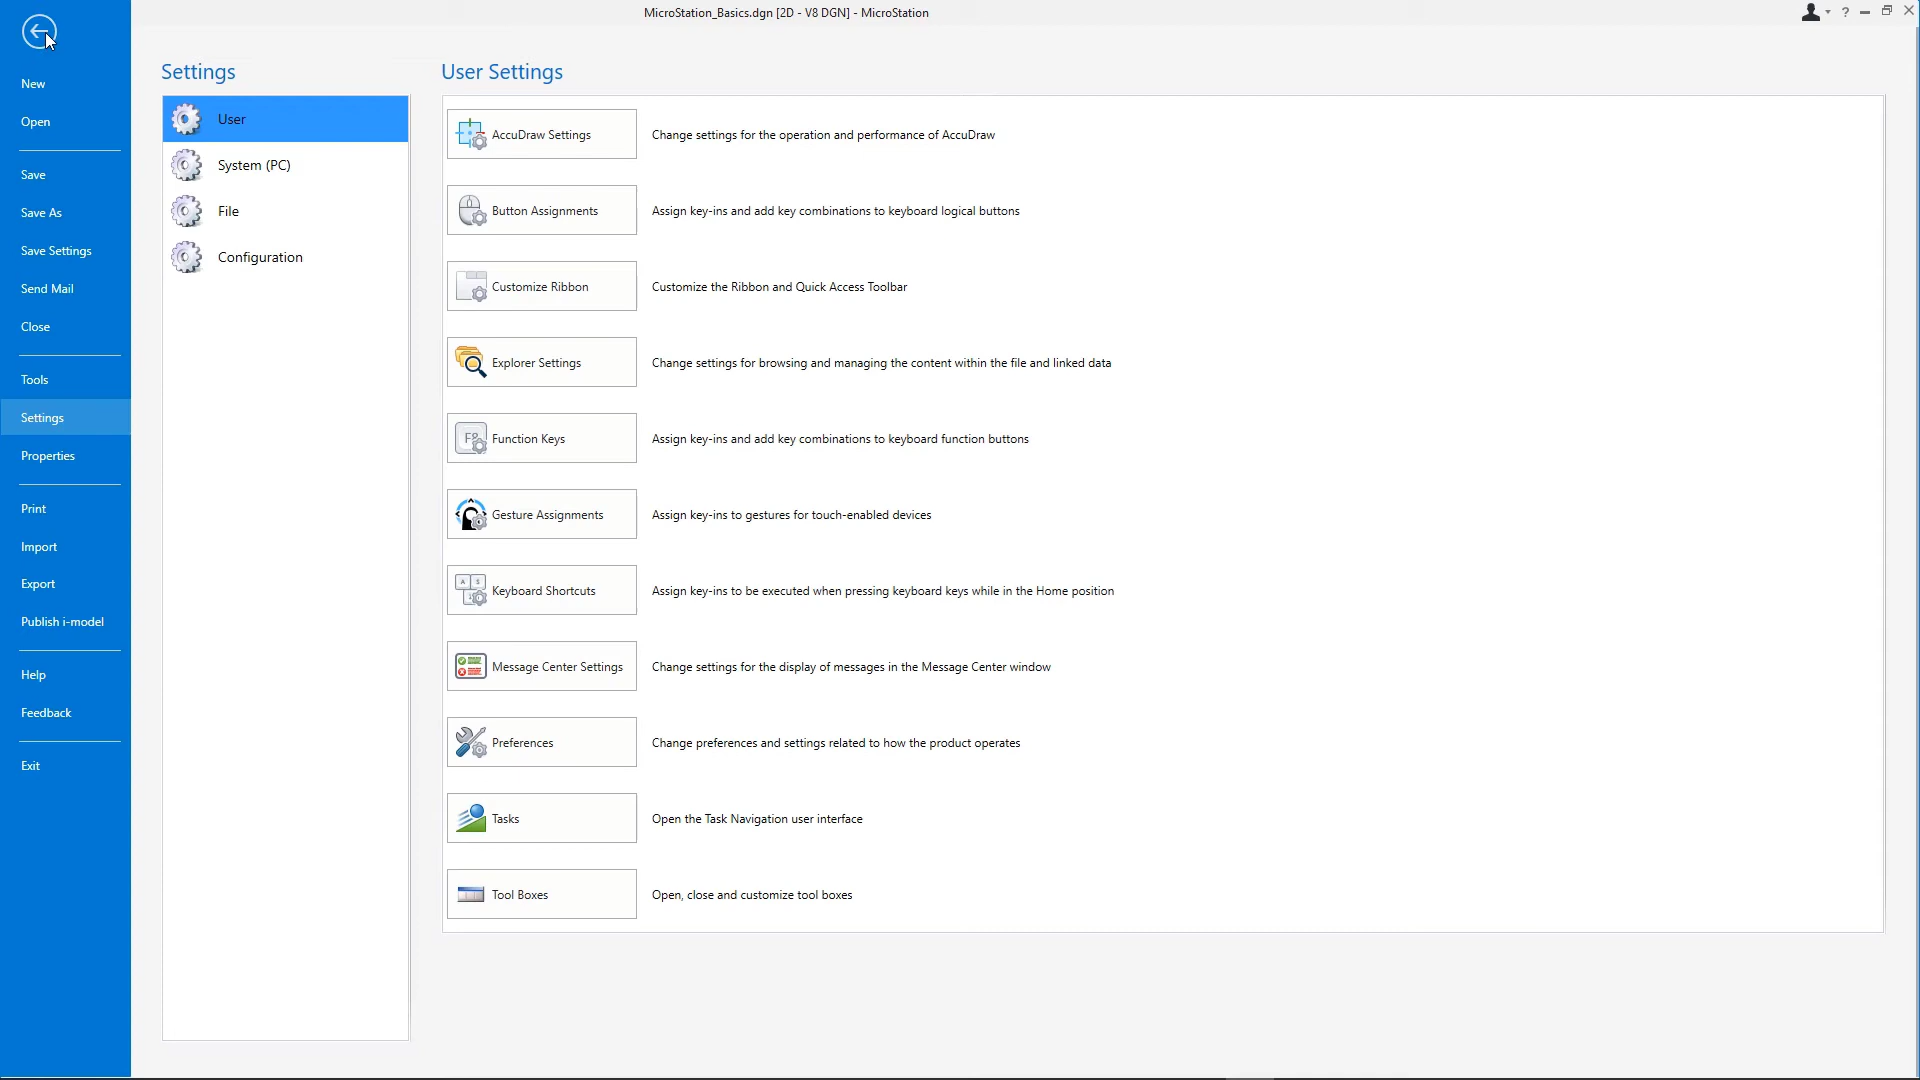 MicroStation_Basics.dgn [2D - V8 DGN] - MicroStation
?
New
Open
Save
Save As
Save Settings
Send Mail
Close
Tools
Settings
Properties
Print
Import
Export
Publish i-model
Help
Feedback
Exit
Settings
User
System (PC)
File
Configuration
User Settings
AccuDraw Settings Change settings for the operation and performance of AccuDraw
Button Assignments Assign key-ins and add key combinations to keyboard logical buttons
Customize Ribbon Customize the Ribbon and Quick Access Toolbar
Explorer Settings Change settings for browsing and managing the content within the file and linked data
F8 Function Keys Assign key-ins and add key combinations to keyboard function buttons
Gesture Assignments Assign key-ins to gestures for touch-enabled devices
A S Keyboard Shortcuts Assign key-ins to be executed when pressing keyboard keys while in the Home position
Message Center Settings Change settings for the display of messages in the Message Center window
Preferences Change preferences and settings related to how the product operates
Tasks Open the Task Navigation user interface
Tool Boxes Open, close and customize tool boxes